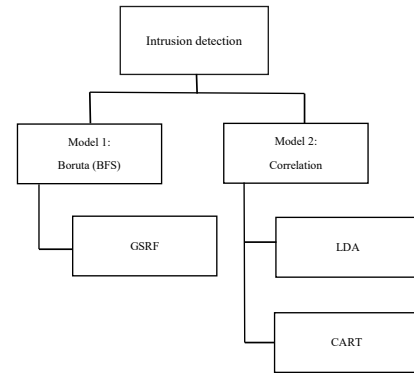 Intrusion detection
Model 1:
Boruta (BFS)
Model 2:
Correlation
GSRF
LDA
CART